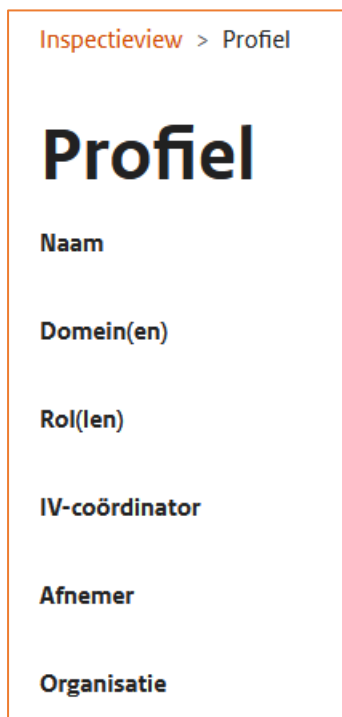 Inspectieview > Profiel
Profiel
Naam
Domein(en)
Rol(len)
IV-coördinator
Afnemer
Organisatie